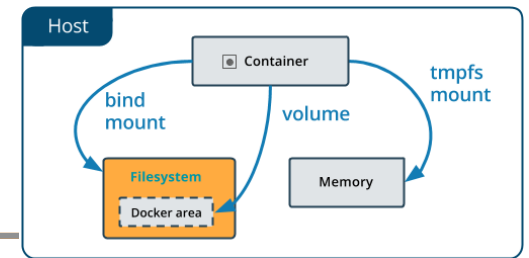 Host
Container
bind
mount
volume
tmpfs
mount
Filesystem
Docker area
Memory